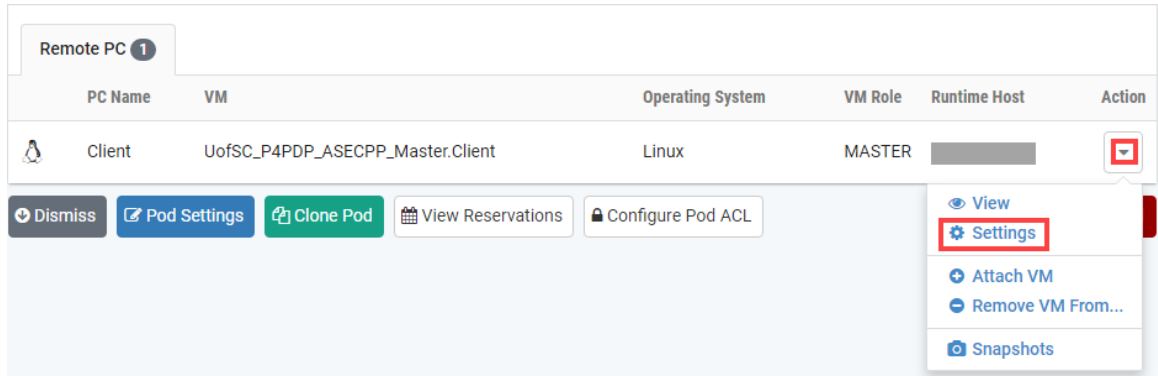 Remote PC 1
PC Name VM Operating System VM Role Runtime Host Action
Client UofSC_P4PDP_ASECPP_Master.Client Linux MASTER
Dismiss Pod Settings Clone Pod View Reservations Configure Pod ACL
View
Settings
Attach VM
Remove VM From...
Snapshots